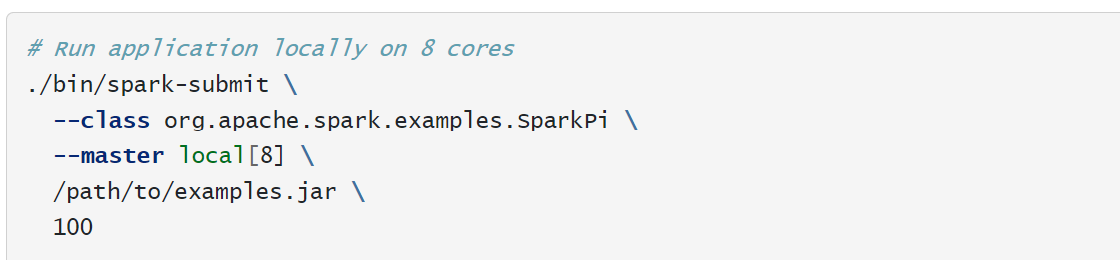 # Run application locally on 8 cores
./bin/spark-submit \
  --class org.apache.spark.examples.SparkPi \
  --master local[8] \
  /path/to/examples.jar \
  100